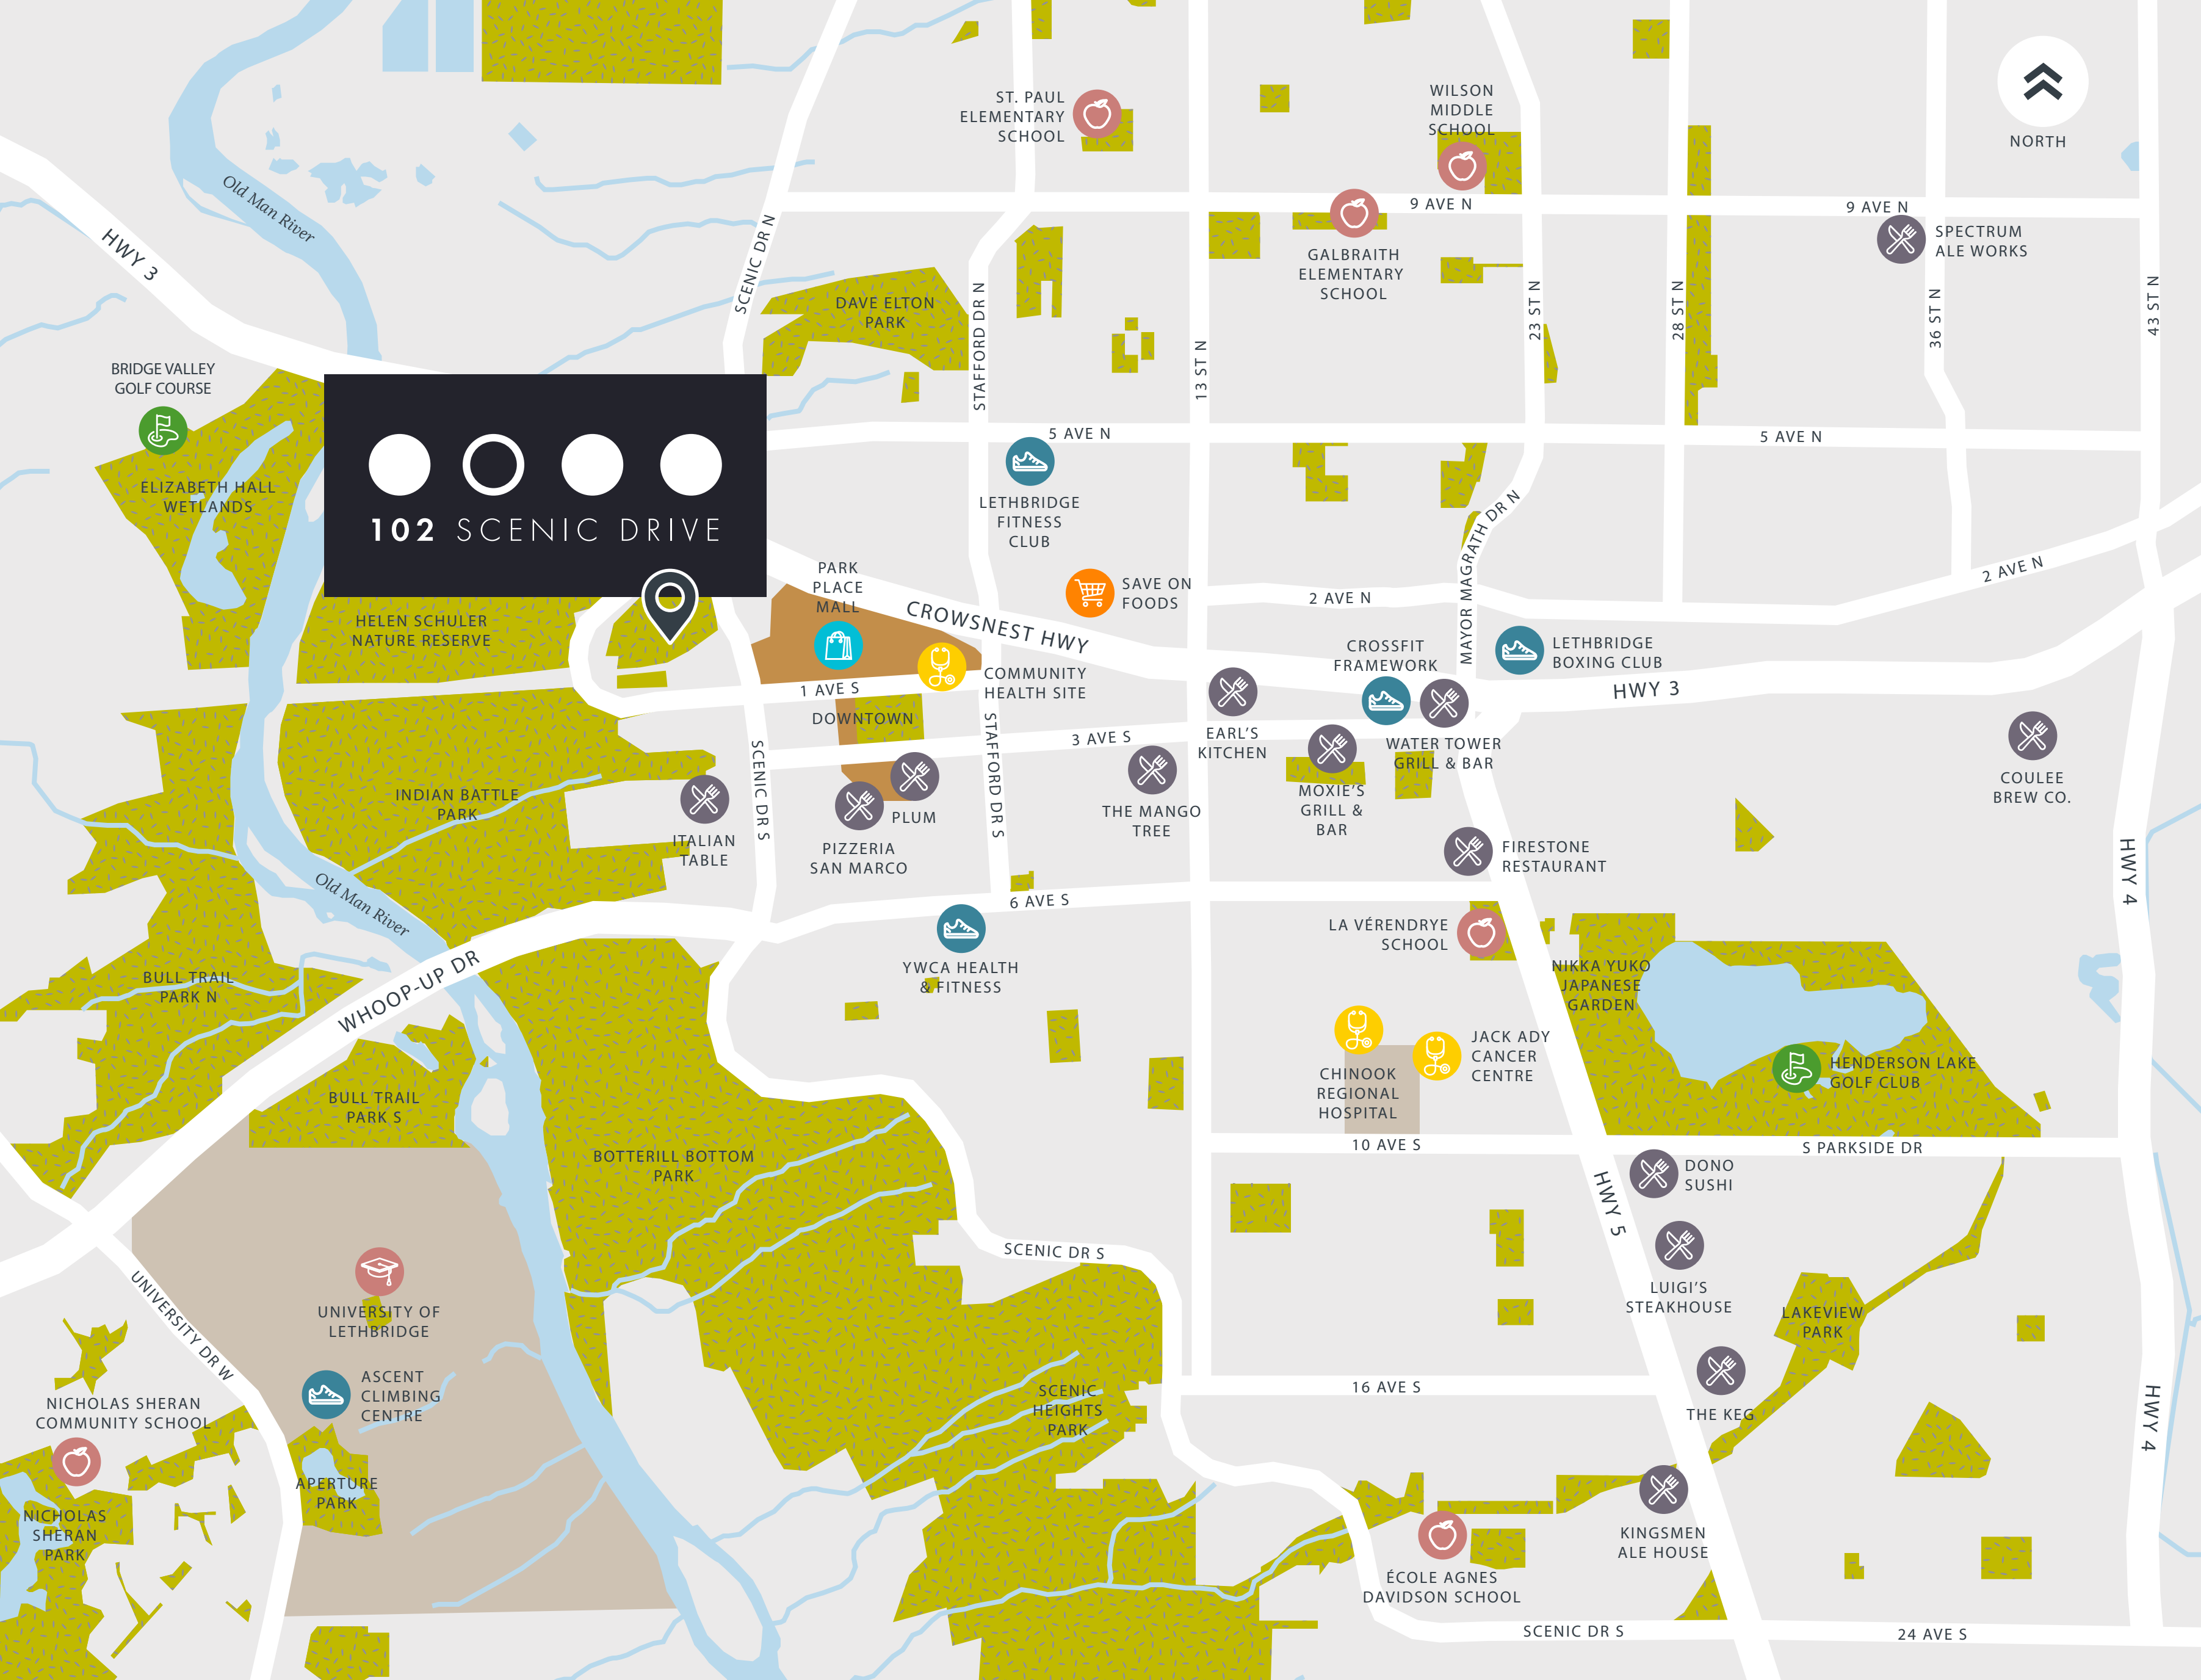 ST. PAUL
ELEMENTARY
SCHOOL
WILSON
MIDDLE
SCHOOL
NORTH
Old Man River
HWY 3
SCENIC DR N
9 AVE N
9 AVE N
SPECTRUM
ALE WORKS
GALBRAITH
ELEMENTARY
SCHOOL
DAVE ELTON
PARK
STAFFORD DR N
13 ST N
23 ST N
28 ST N
36 ST N
43 ST N
BRIDGE VALLEY
GOLF COURSE
5 AVE N
5 AVE N
ELIZABETH HALL
WETLANDS
102 SCENIC DRIVE
LETHBRIDGE
FITNESS
CLUB
MAYOR MAGRATH DR N
PARK
PLACE
MALL
SAVE ON
FOODS
2 AVE N
2 AVE N
CROWSNEST HWY
HELEN SCHULER
NATURE RESERVE
CROSSFIT
FRAMEWORK
LETHBRIDGE
BOXING CLUB
COMMUNITY
HEALTH SITE
1 AVE S
HWY 3
DOWNTOWN
STAFFORD DR S
3 AVE S
EARL'S
KITCHEN
WATER TOWER
GRILL & BAR
SCENIC DR S
COULEE
BREW CO.
INDIAN BATTLE
PARK
MOXIE'S
GRILL &
BAR
THE MANGO
TREE
PLUM
ITALIAN
TABLE
PIZZERIA
SAN MARCO
FIRESTONE
RESTAURANT
HWY 4
Old Man River
6 AVE S
LA VÉRENDRYE
SCHOOL
YWCA HEALTH
& FITNESS
NIKKA YUKO
JAPANESE
GARDEN
BULL TRAIL
PARK N
WHOOP-UP DR
JACK ADY
CANCER
CENTRE
CHINOOK
REGIONAL
HOSPITAL
HENDERSON LAKE
GOLF CLUB
BULL TRAIL
PARK S
10 AVE S
S PARKSIDE DR
BOTTERILL BOTTOM
PARK
DONO
SUSHI
HWY 5
SCENIC DR S
LUIGI'S
STEAKHOUSE
UNIVERSITY DR W
UNIVERSITY OF
LETHBRIDGE
LAKEVIEW
PARK
ASCENT
CLIMBING
CENTRE
16 AVE S
SCENIC
HEIGHTS
PARK
NICHOLAS SHERAN
COMMUNITY SCHOOL
THE KEG
HWY 4
APERTURE
PARK
NICHOLAS
SHERAN
PARK
KINGSMEN
ALE HOUSE
ÉCOLE AGNES
DAVIDSON SCHOOL
SCENIC DR S
24 AVE S